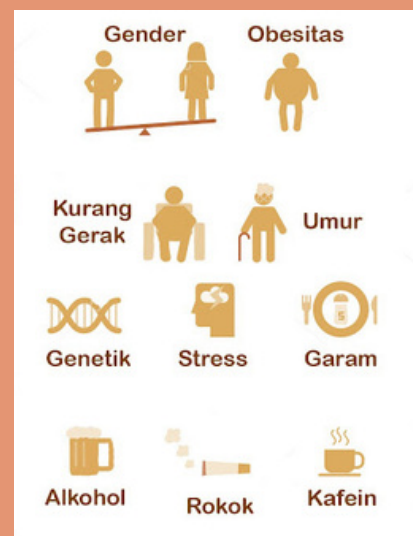 Gender Obesitas
Kurang
Gerak
Umur
Genetik Stress Garam
S
Alkohol Rokok Kafein